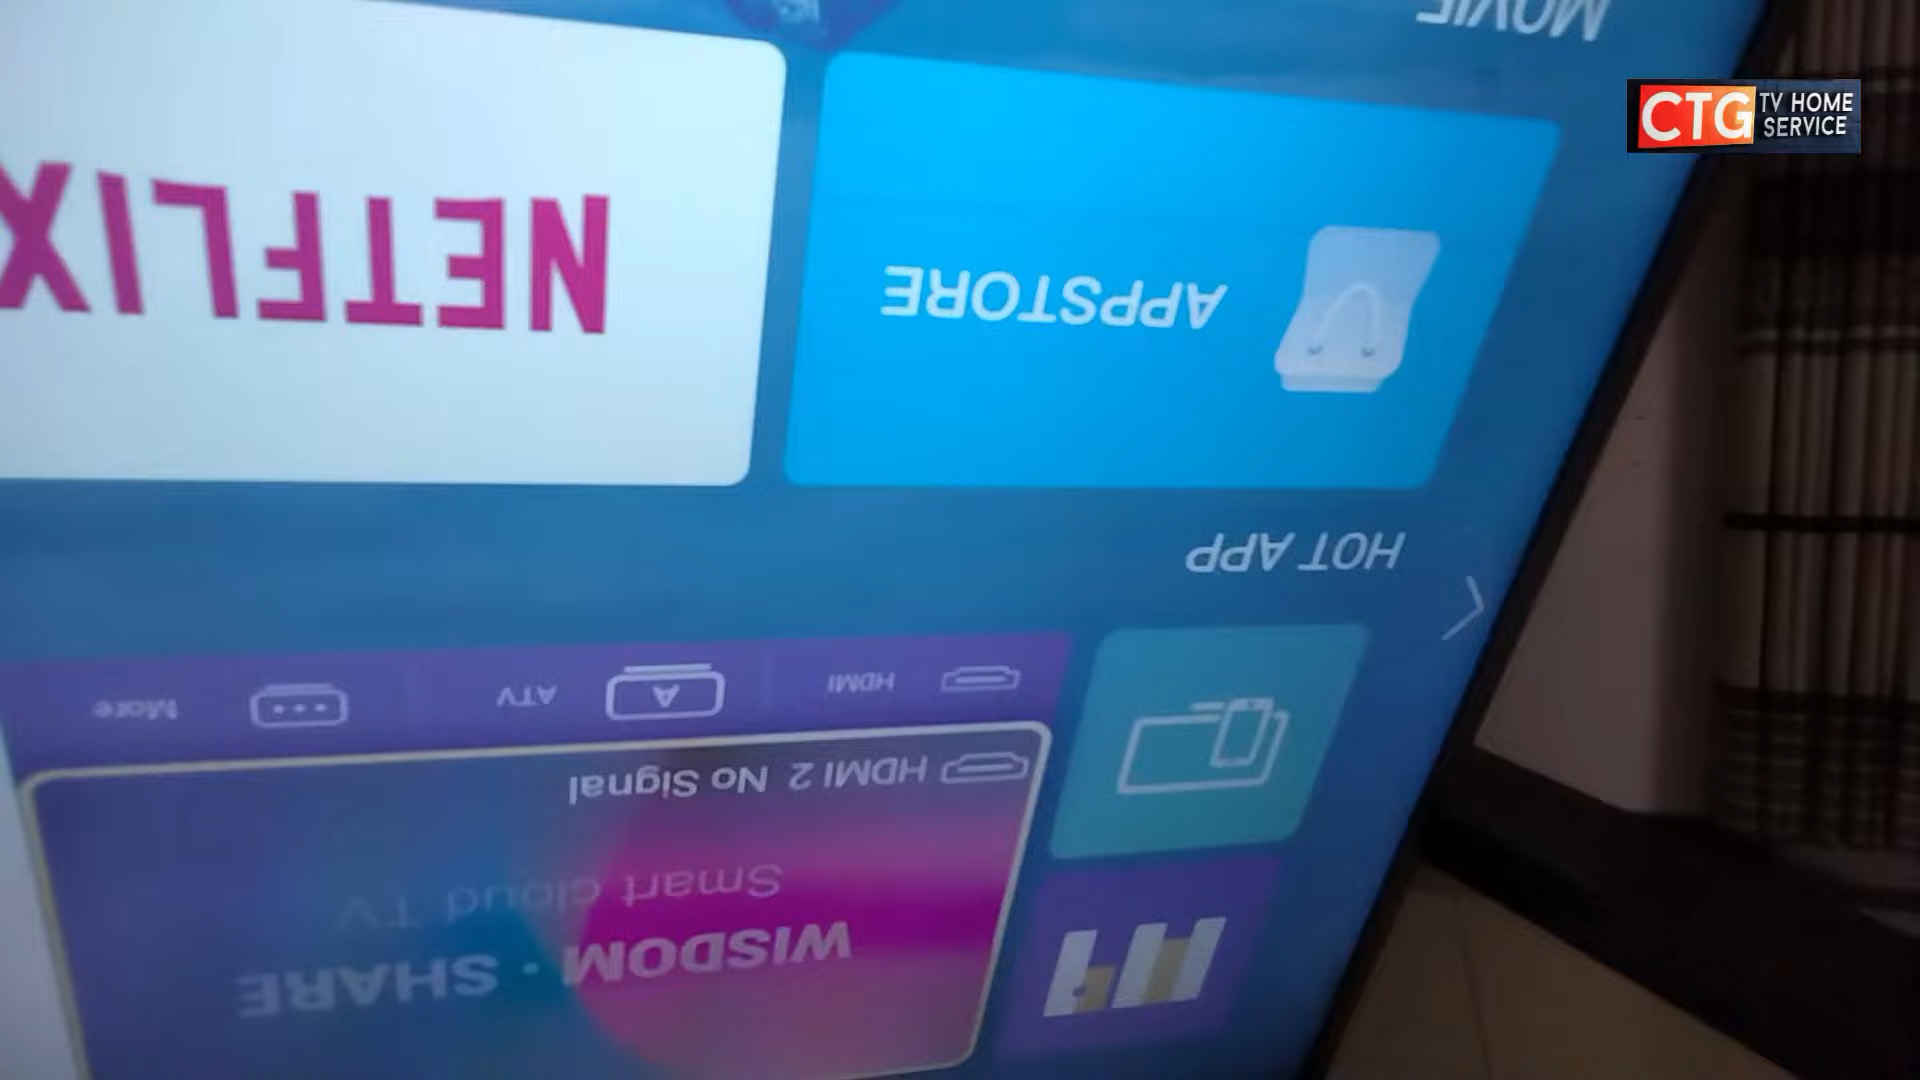 CTG TV HOME
SERVICE
WISDOM · SHARE
Smart cloud TV
HDMI 2 No Signal
HDMI
ATV
More
HOT APP
APPSTORE
NETFLIX
MOVIE